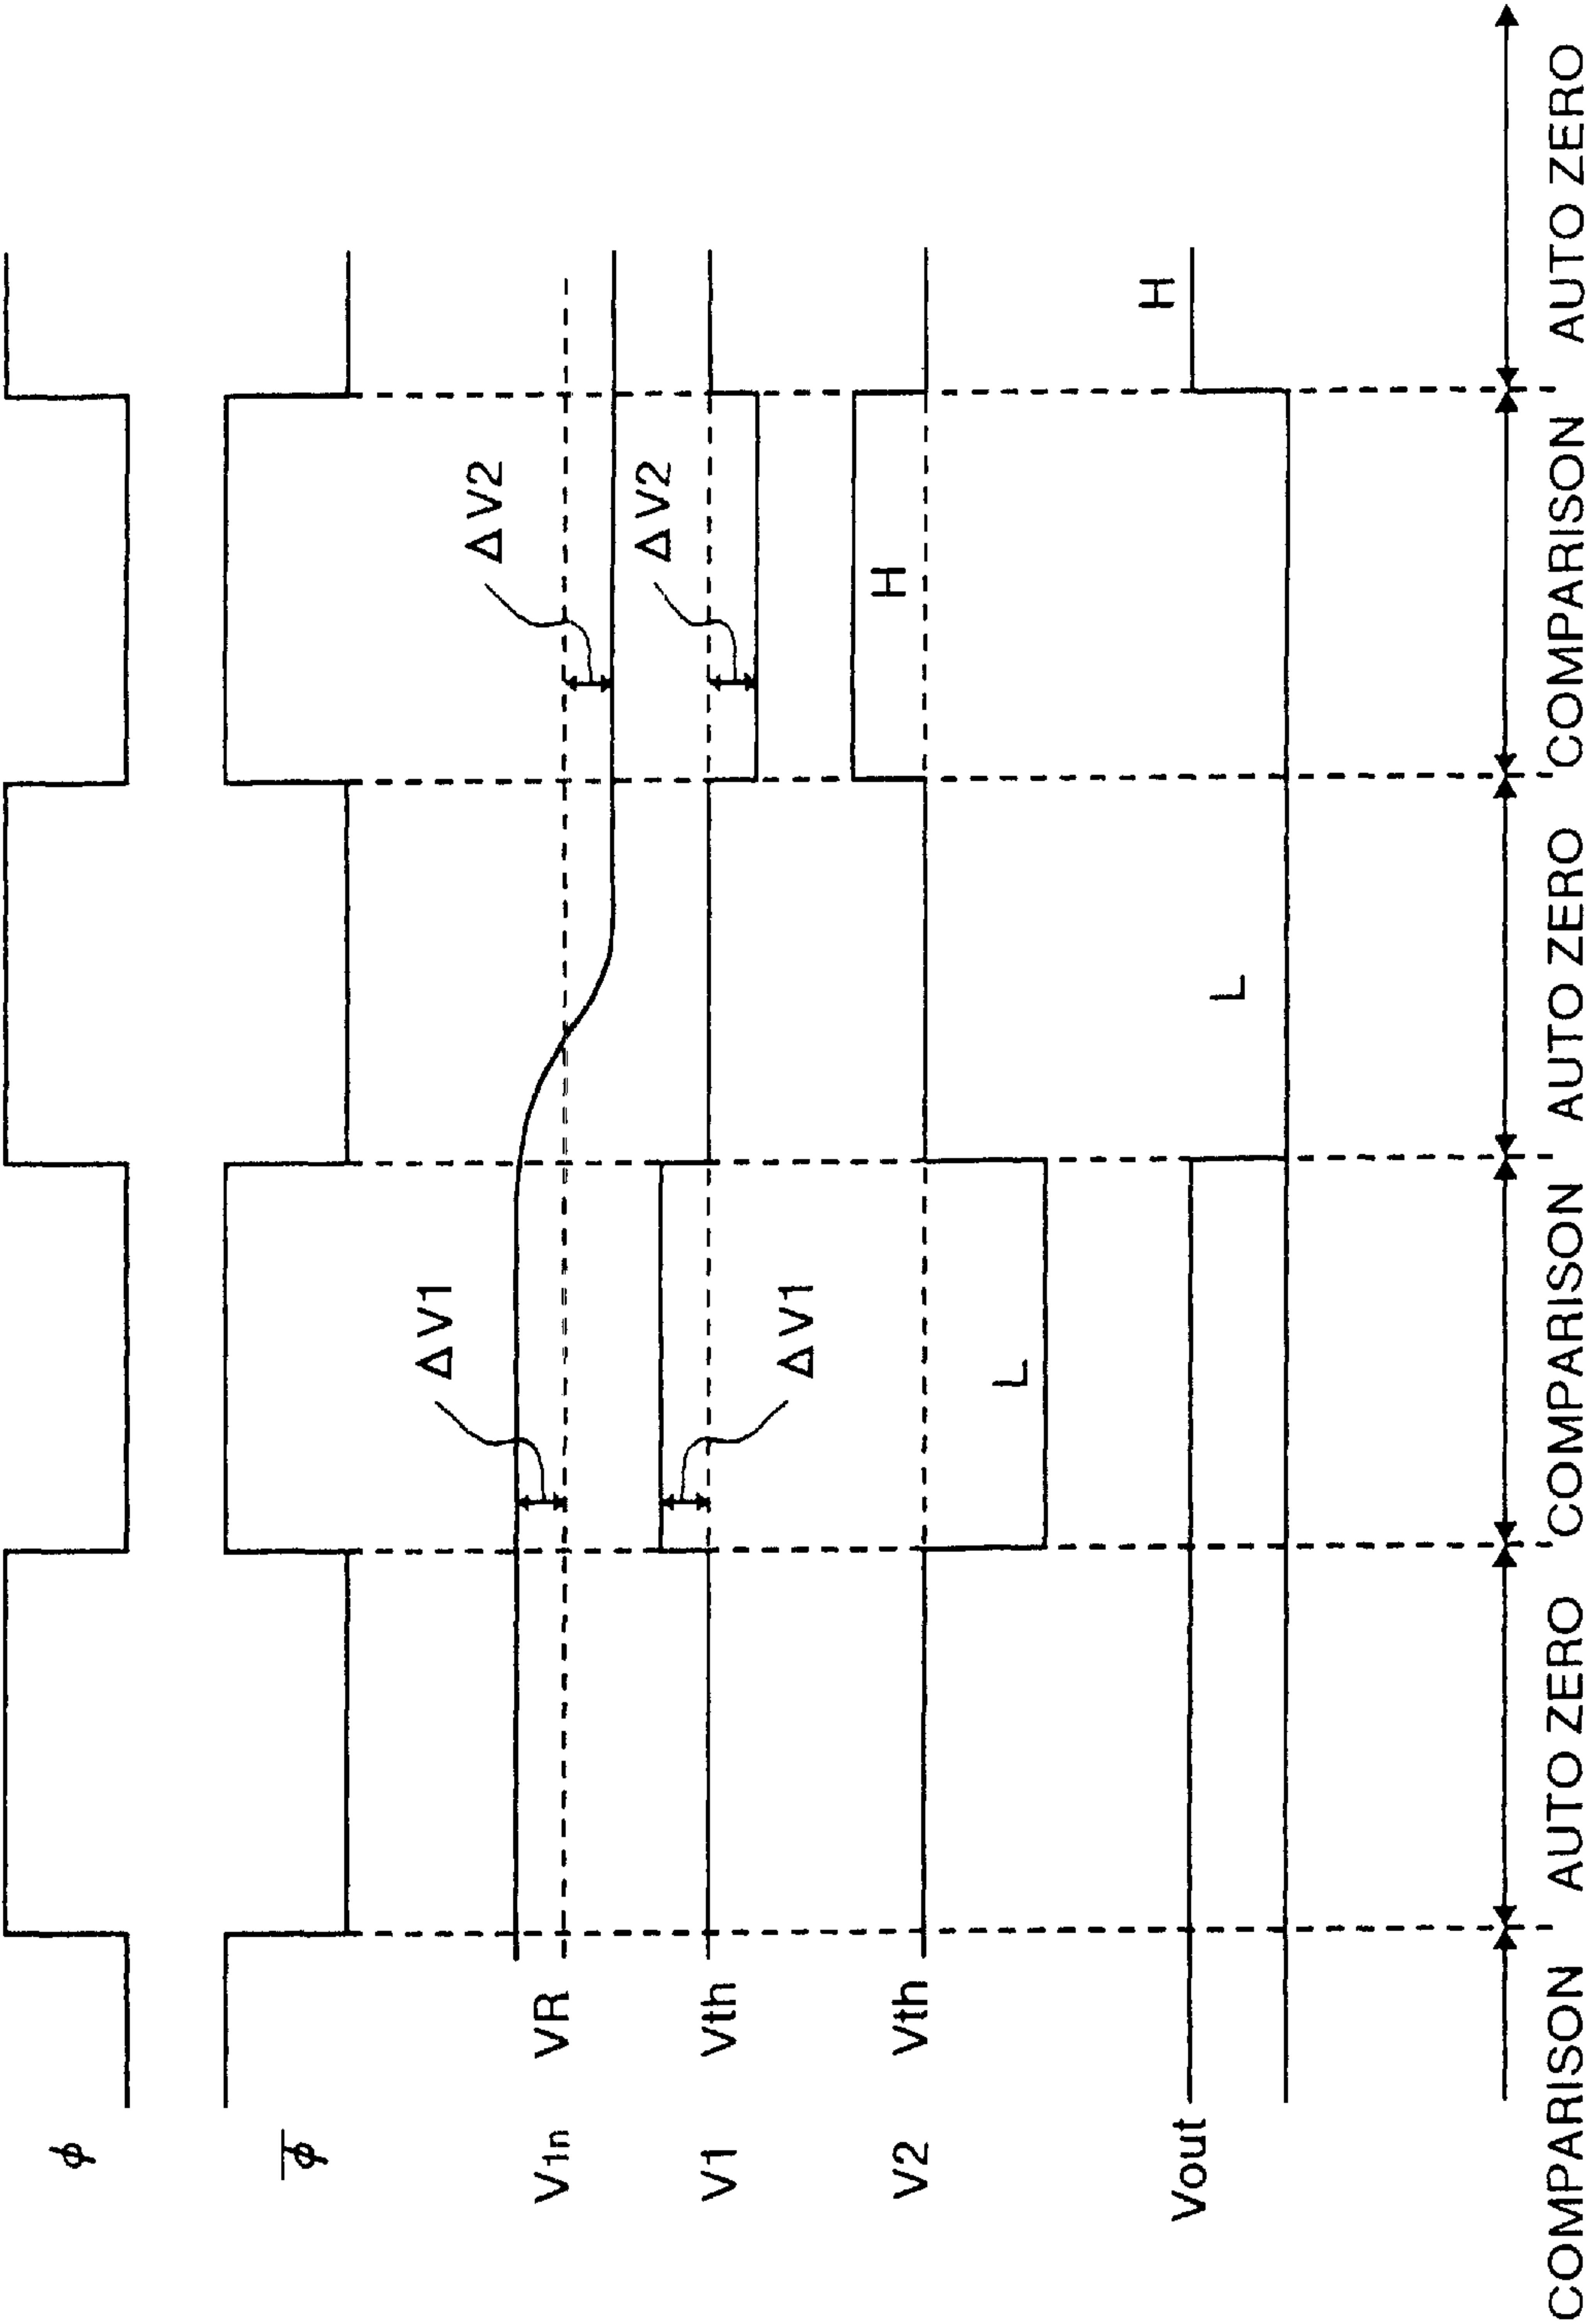 ϕ
ϕ̅
V1n VR
ΔV1
ΔV2
V1 Vth
ΔV1
ΔV2
V2 Vth
L
H
Vout
L
H
COMPARISON AUTO ZERO COMPARISON AUTO ZERO COMPARISON AUTO ZERO